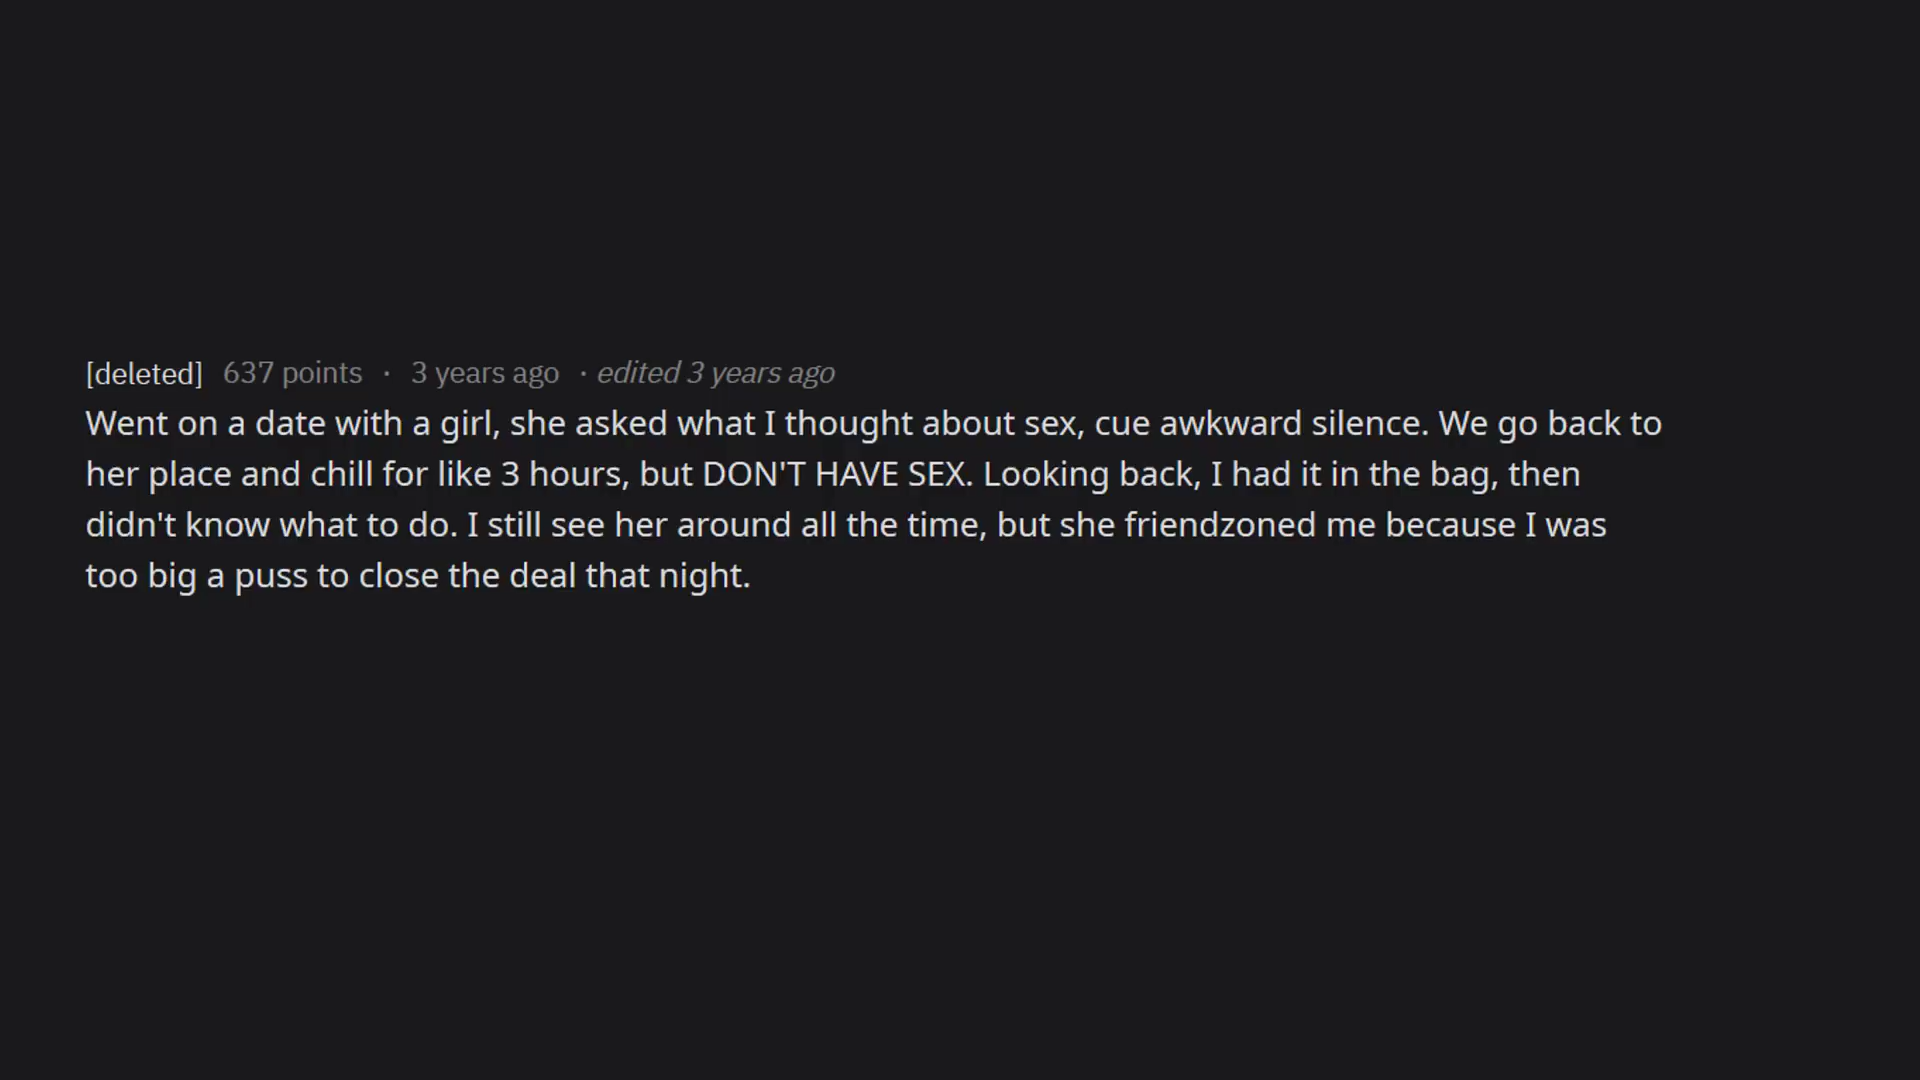 [deleted] 637 points · 3 years ago · edited 3 years ago
Went on a date with a girl, she asked what I thought about sex, cue awkward silence. We go back to
her place and chill for like 3 hours, but DON'T HAVE SEX. Looking back, I had it in the bag, then
didn't know what to do. I still see her around all the time, but she friendzoned me because I was
too big a puss to close the deal that night.